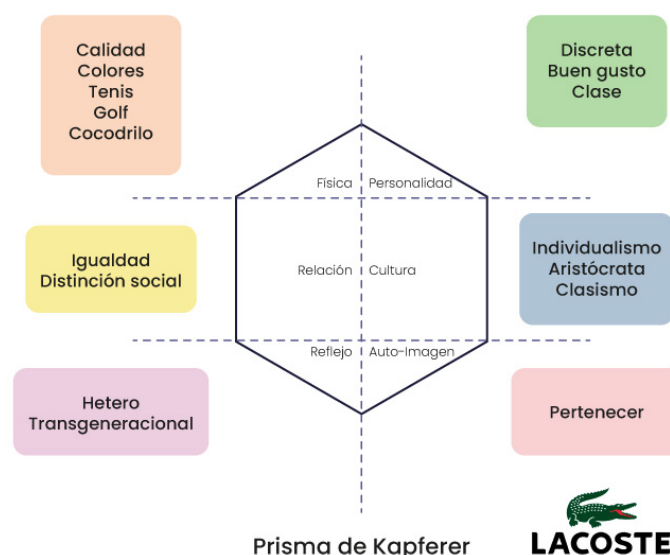 Calidad
Colores
Tenis
Golf
Cocodrilo
Discreta
Buen gusto
Clase
Física
Personalidad
Igualdad
Distinción social
Relación
Cultura
Individualismo
Aristócrata
Clasismo
Reflejo
Auto-Imagen
Hetero
Transgeneracional
Pertenecer
Prisma de Kapferer
LACOSTE